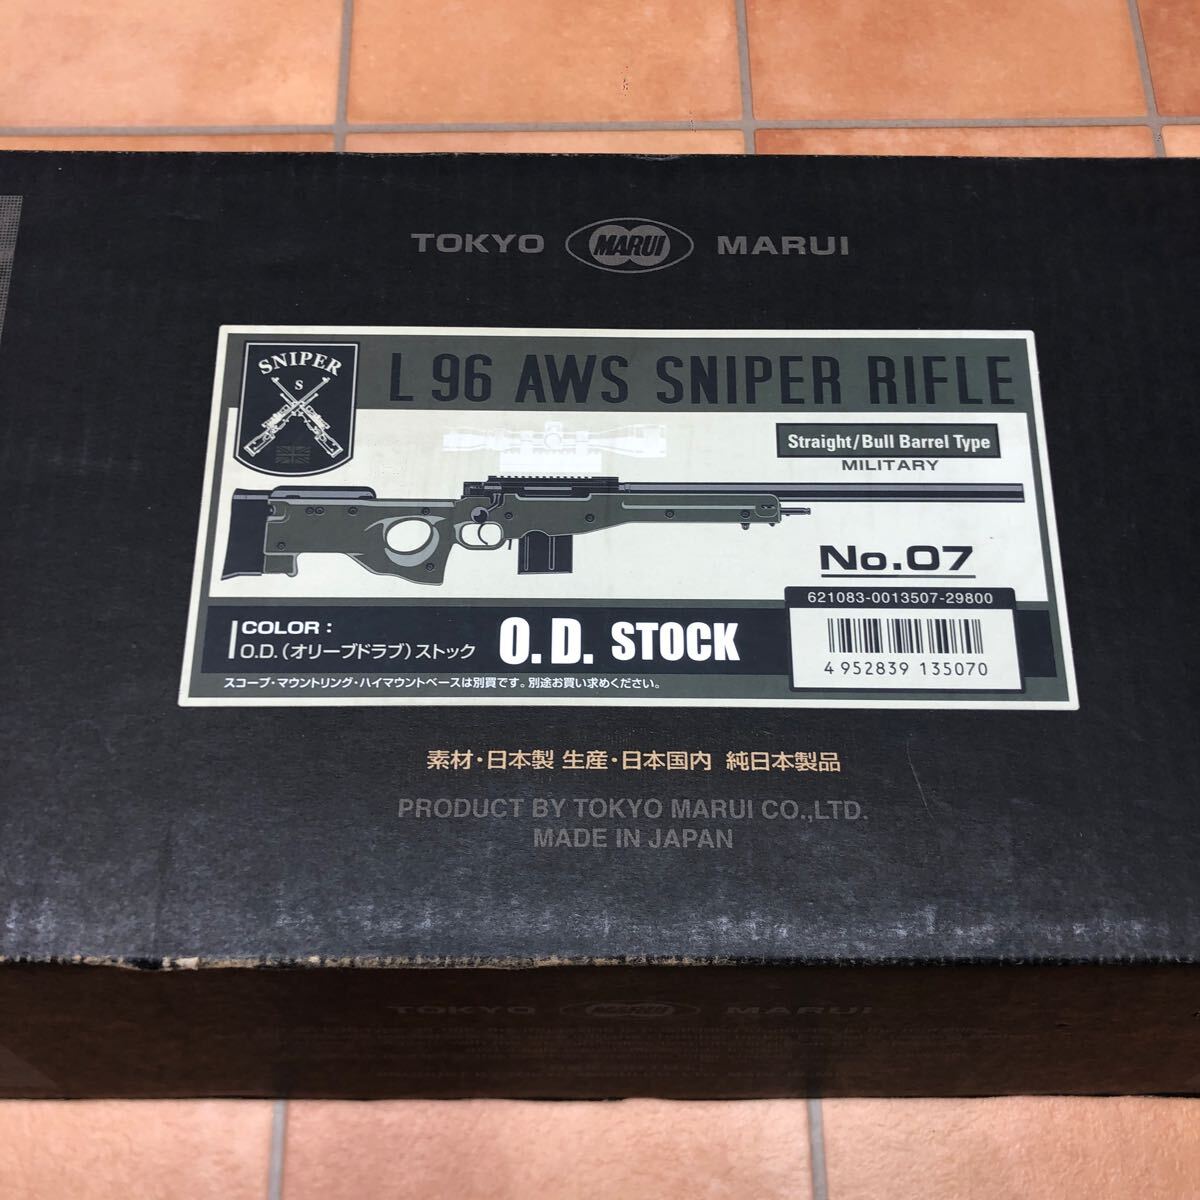 TOKYO MARUI MARUI
SNIPER
S
L96 AWS SNIPER RIFLE
Straight/Bull Barrel Type
MILITARY
No.07
621083-0013507-29800
4 952839 135070
COLOR:
O.D.(オリーブドラブ)ストック
O.D. STOCK
スコープ・マウントリング・ハイマウントベースは別買です。別途お買い求めください。
素材・日本製 生産・日本国内 純日本製品
PRODUCT BY TOKYO MARUI CO.,LTD.
MADE IN JAPAN
TOKYO MARUI MARUI